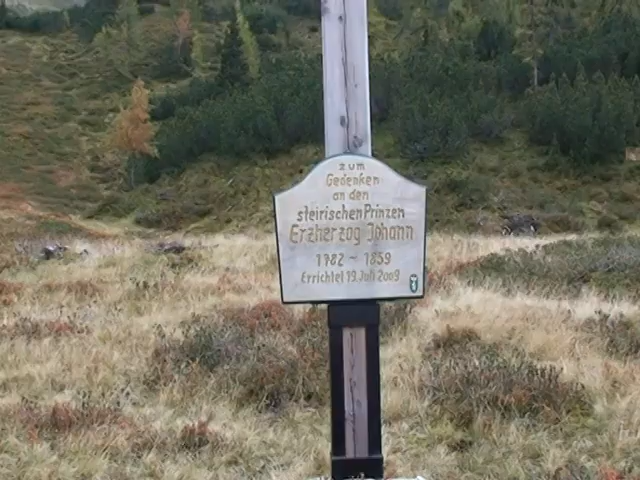 zum
Gedenken
an den
steirischen Prinzen
Erzherzog Johann
1782 ~ 1859
Errichtet 19. Juli 2009